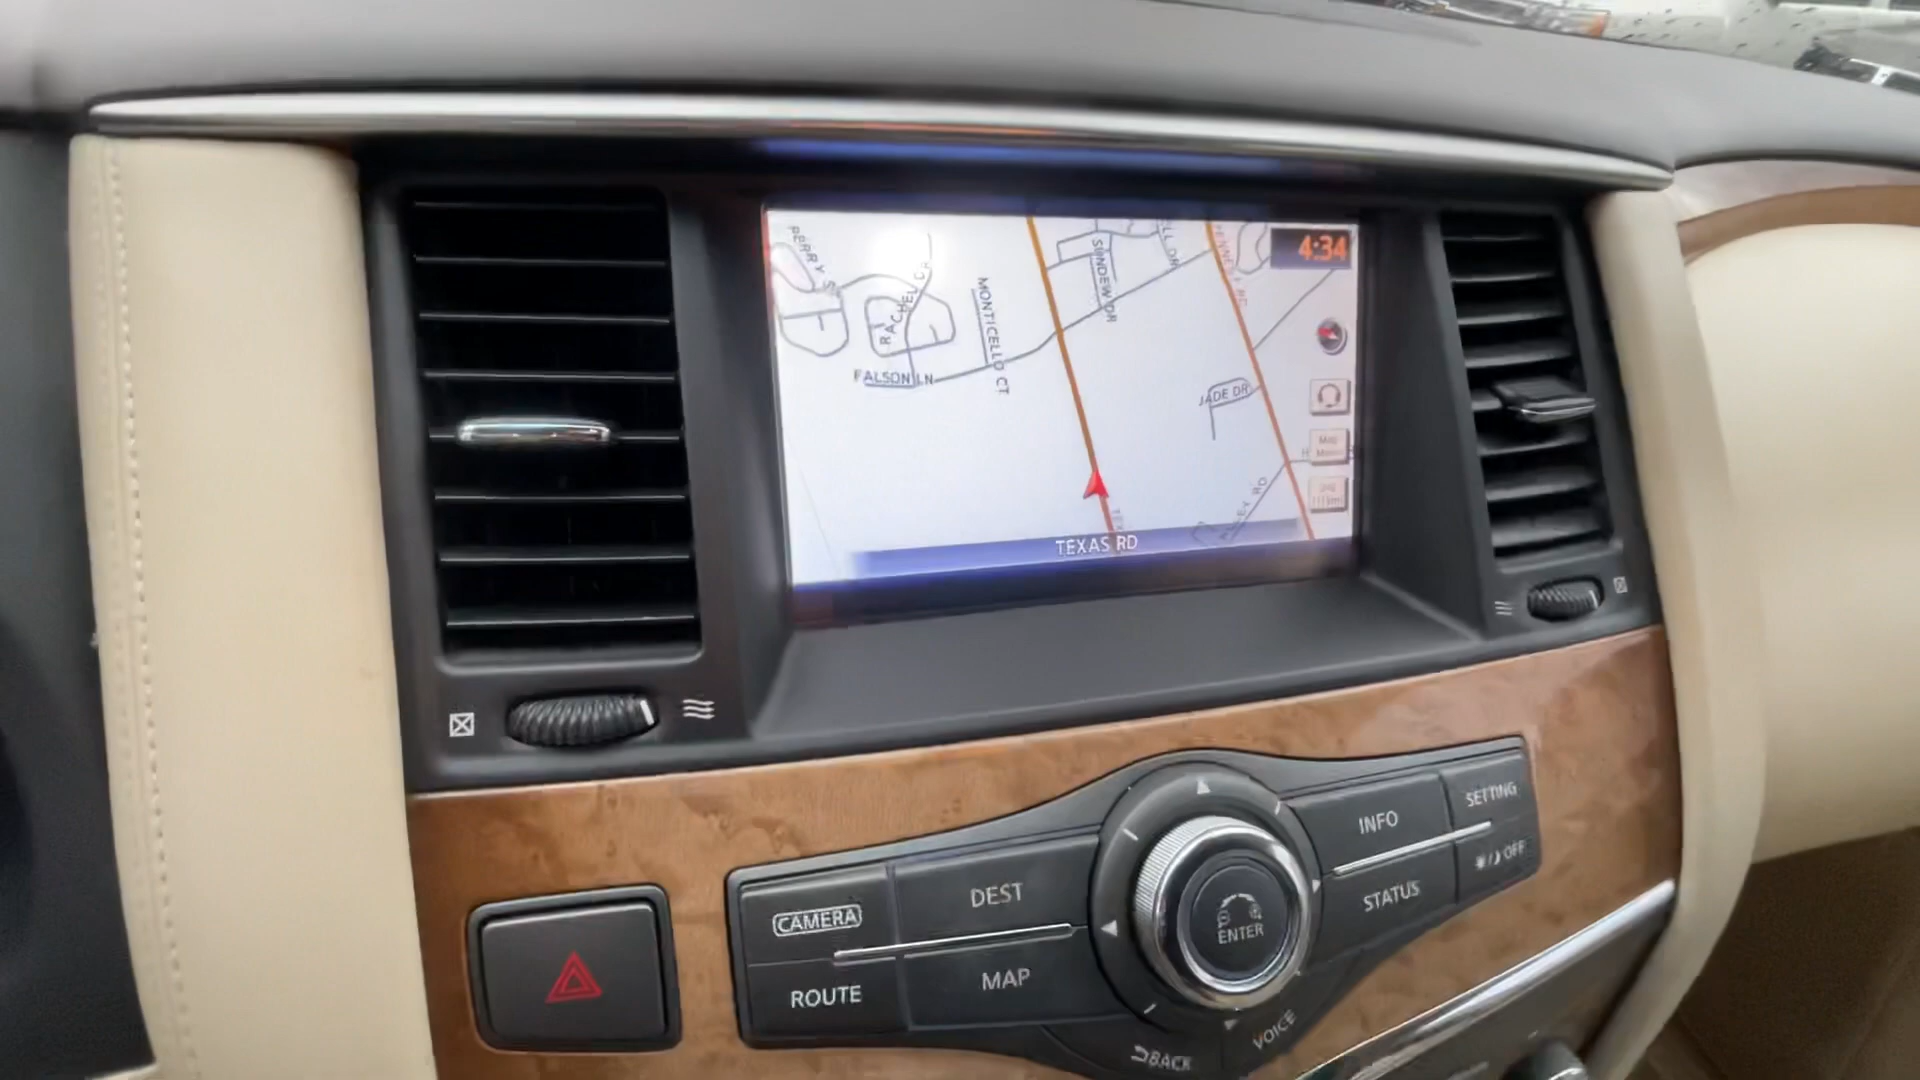 4:34
PERRY
RACHEL
MONTICELLO CT
SUNDEW DR
FALSON LN
JADE DR
TEXAS RD
SETTING
INFO
OFF
STATUS
DEST
CAMERA
ENTER
MAP
ROUTE
VOICE
BACK